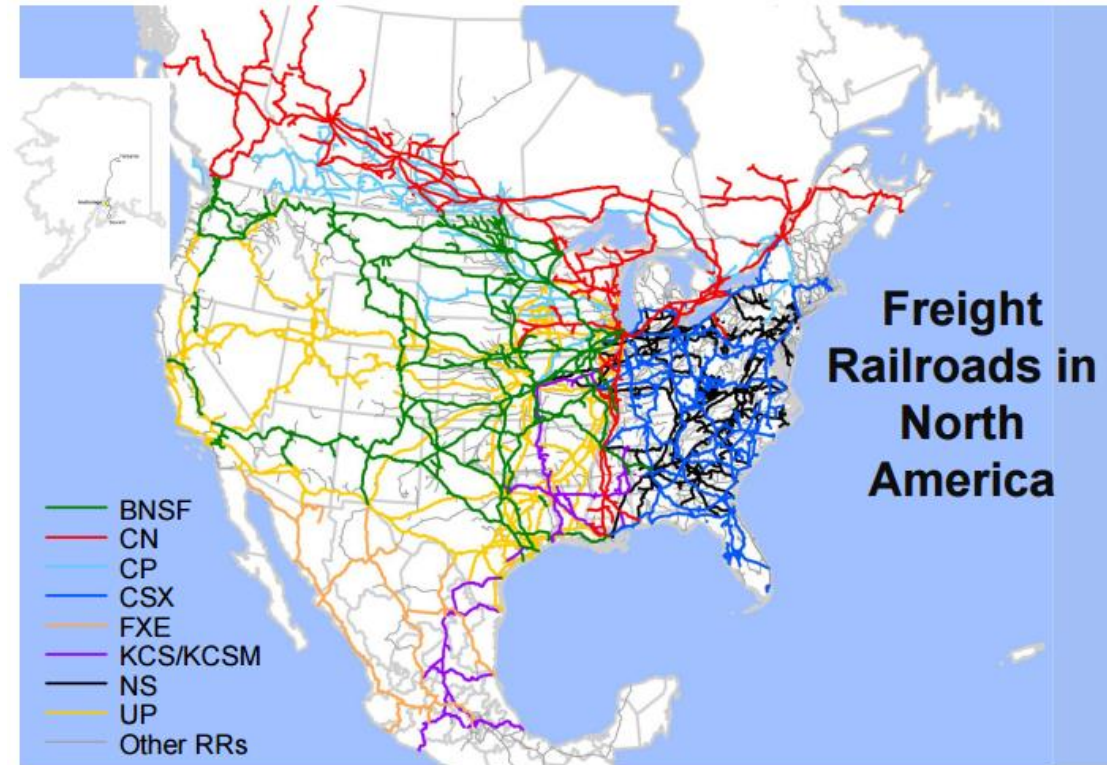 Freight
Railroads in
North
America
BNSF
CN
CP
CSX
FXE
KCS/KCSM
NS
UP
Other RRs